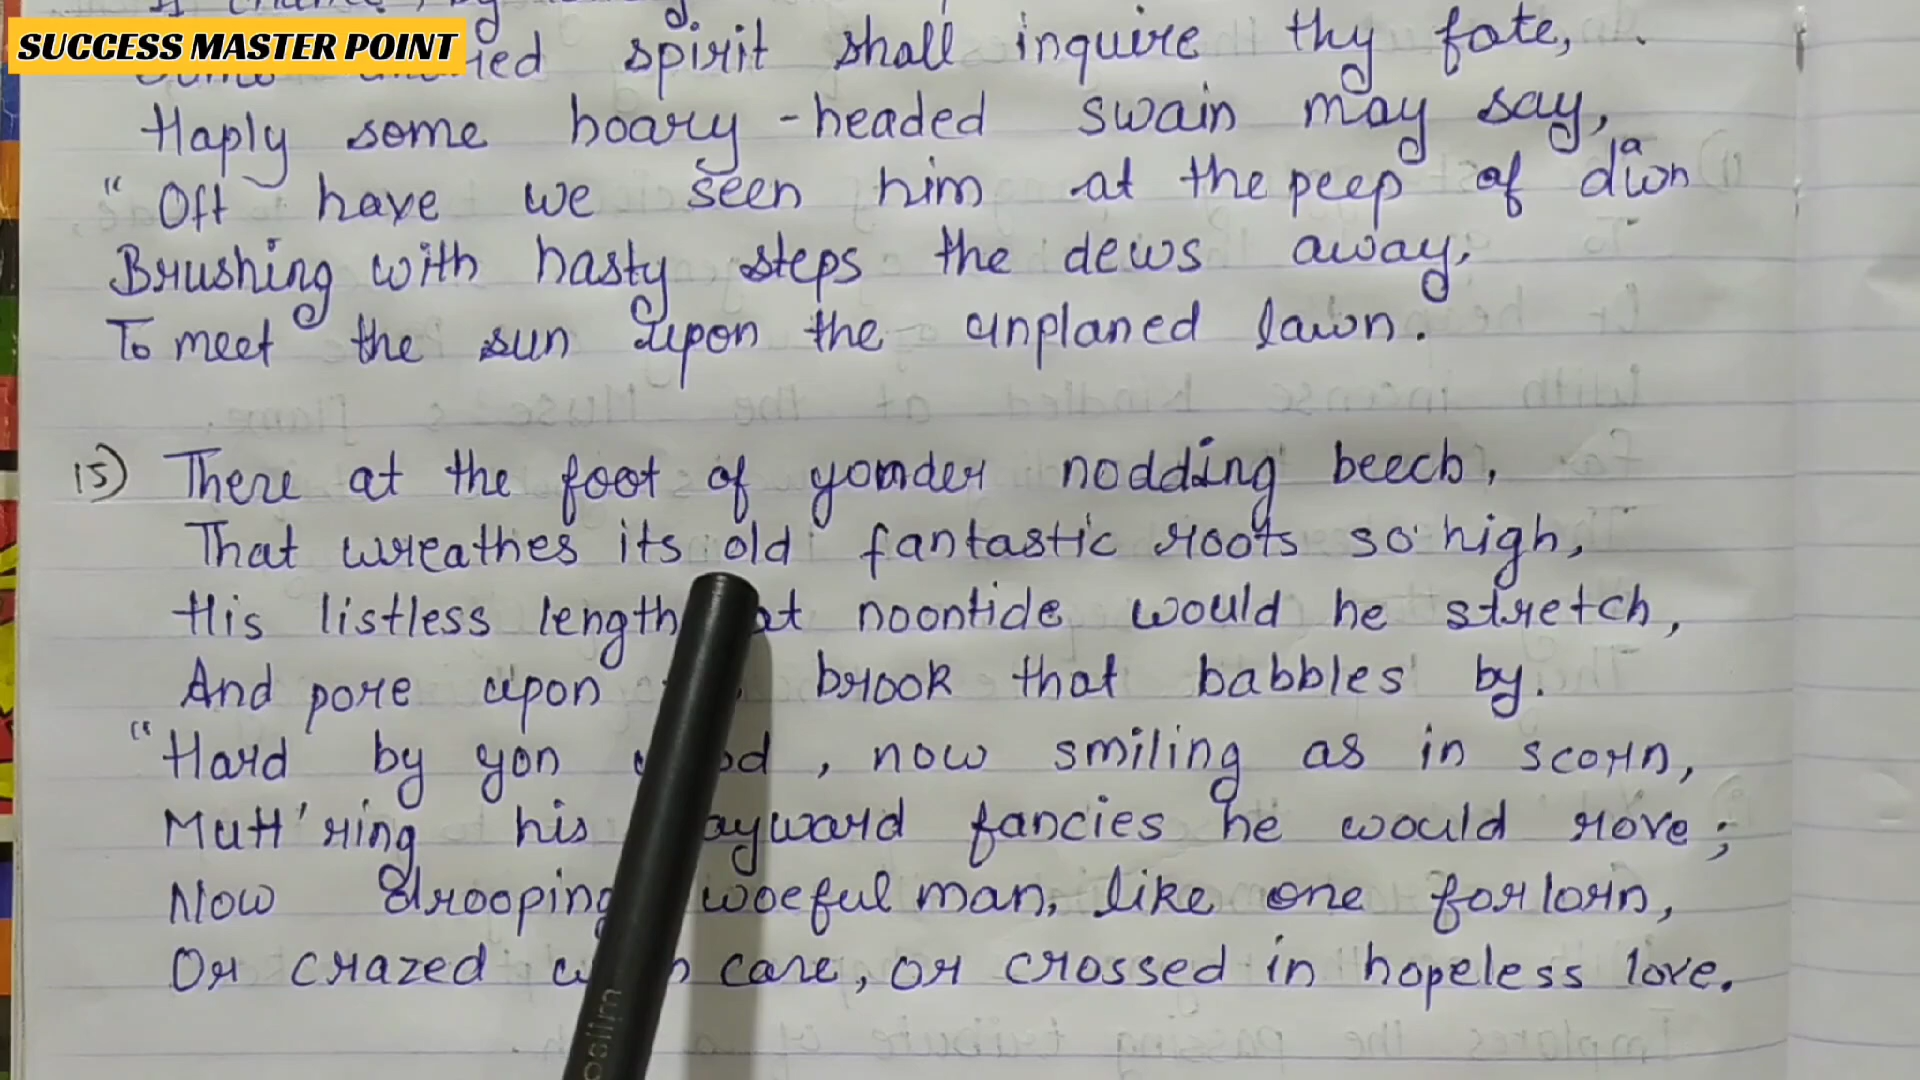 SUCCESS MASTER POINT
spirit shall inquire thy fate,
Haply some hoary-headed swain may say,
"Oft have we seen him at the peep of dawn
Brushing with hasty steps the dews away,
To meet the sun upon the unplaned lawn.
15) There at the foot of yonder nodding beech,
That wreathes its old fantastic roots so high,
His listless length at noontide would he stretch,
And pore upon brook that babbles by.
"Hard by yon , now smiling as in scorn,
Mutt'ring his wayward fancies he would rove;
Now drooping woeful man, like one forlorn,
Or crazed care, or crossed in hopeless love.